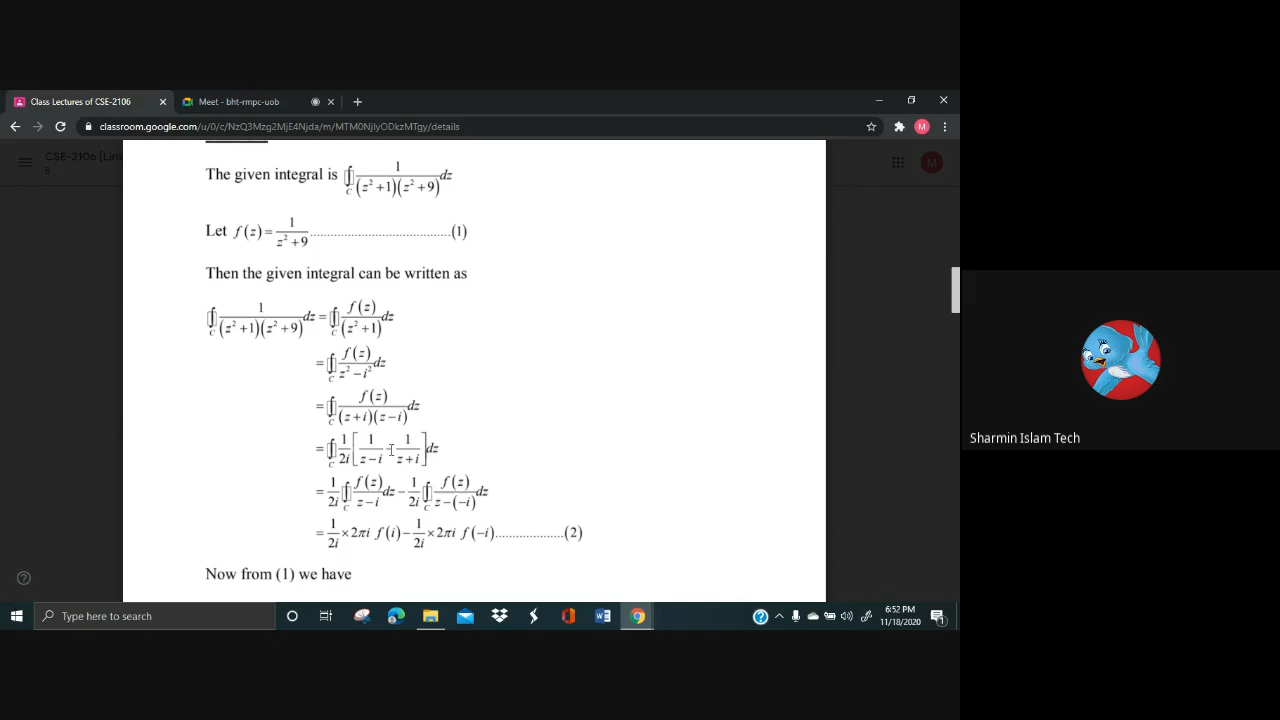 Class Lectures of CSE-2106
Meet - bht-rmpc-uob
classroom.google.com/u/0/c/NzQ3Mzg2MjE4Njda/m/MTM0NjIyODkzMTgy/details
M
CSE-2106 [Lin
8
M
The given integral is ∮_C 1/((z²+1)(z²+9)) dz
Let f(z) = 1/(z²+9) ........................................(1)
Then the given integral can be written as
∮_C 1/((z²+1)(z²+9)) dz = ∮_C f(z)/(z²+1) dz
= ∮_C f(z)/(z²−i²) dz
= ∮_C f(z)/((z+i)(z−i)) dz
= ∮_C 1/2i [1/(z−i) − 1/(z+i)] dz
= 1/2i ∮_C f(z)/(z−i) dz − 1/2i ∮_C f(z)/(z−(−i)) dz
= 1/2i × 2πi f(i) − 1/2i × 2πi f(−i)...................(2)
Now from (1) we have
Sharmin Islam Tech
Type here to search
6:52 PM
11/18/2020